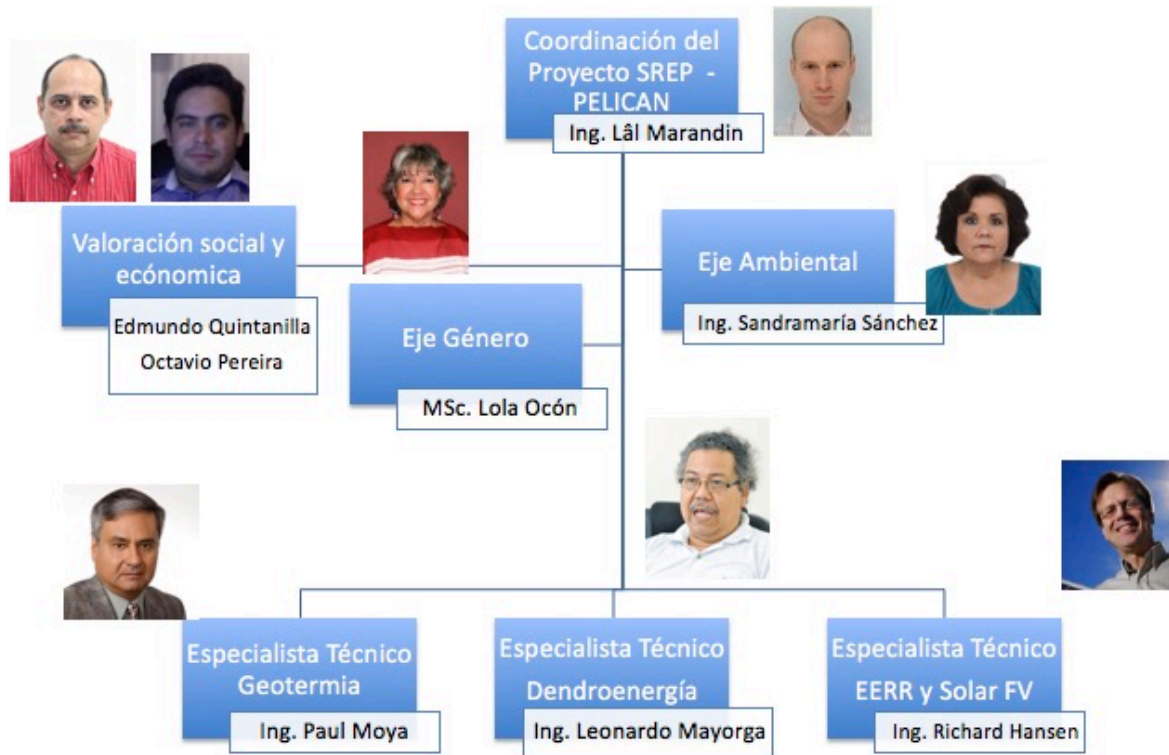 Coordinación del
Proyecto SREP -
PELICAN
Ing. Lâl Marandin
Valoración social y
ecónomica
Edmundo Quintanilla
Octavio Pereira
Eje Ambiental
Ing. Sandramaría Sánchez
Eje Género
MSc. Lola Ocón
Especialista Técnico
Geotermia
Ing. Paul Moya
Especialista Técnico
Dendroenergía
Ing. Leonardo Mayorga
Especialista Técnico
EERR y Solar FV
Ing. Richard Hansen